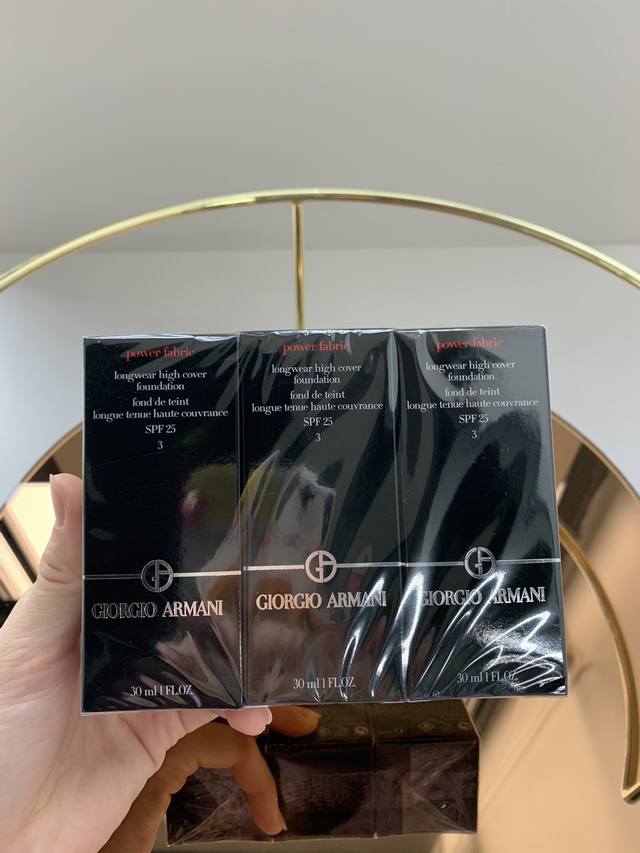 power fabric
longwear high cover
foundation
fond de teint
longue tenue haute couvrance
SPF 25
3
GIORGIO ARMANI
30 ml 1 FL.OZ.
power fabric
longwear high cover
foundation
fond de teint
longue tenue haute couvrance
SPF 25
3
GIORGIO ARMANI
30 ml 1 FL.OZ.
power fabric
longwear high cover
foundation
fond de teint
longue tenue haute couvrance
SPF 25
3
GIORGIO ARMANI
30 ml 1 FL.OZ.